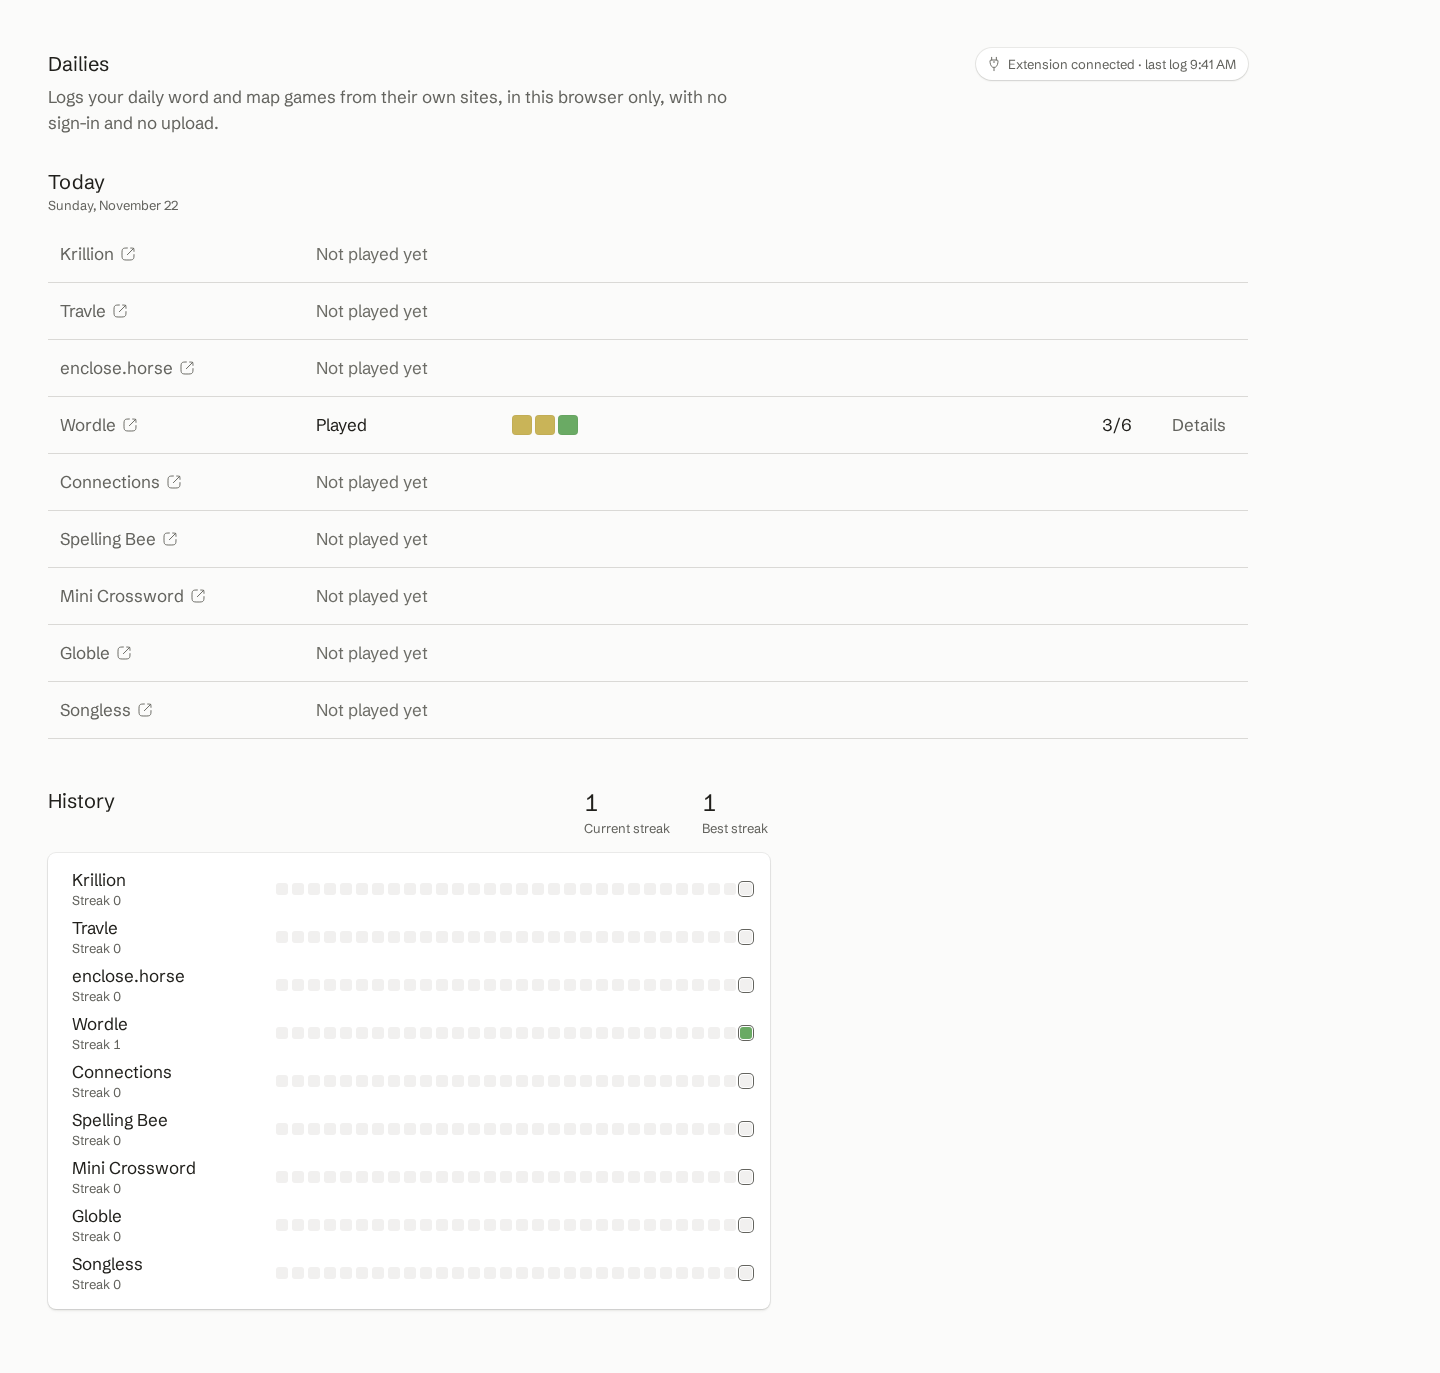 Dailies
Extension connected · last log 9:41 AM
Logs your daily word and map games from their own sites, in this browser only, with no
sign-in and no upload.
Today
Sunday, November 22
Krillion Not played yet
Travle Not played yet
enclose.horse Not played yet
Wordle Played 3/6 Details
Connections Not played yet
Spelling Bee Not played yet
Mini Crossword Not played yet
Globle Not played yet
Songless Not played yet
History
1 1
Current streak Best streak
Krillion
Streak 0
Travle
Streak 0
enclose.horse
Streak 0
Wordle
Streak 1
Connections
Streak 0
Spelling Bee
Streak 0
Mini Crossword
Streak 0
Globle
Streak 0
Songless
Streak 0